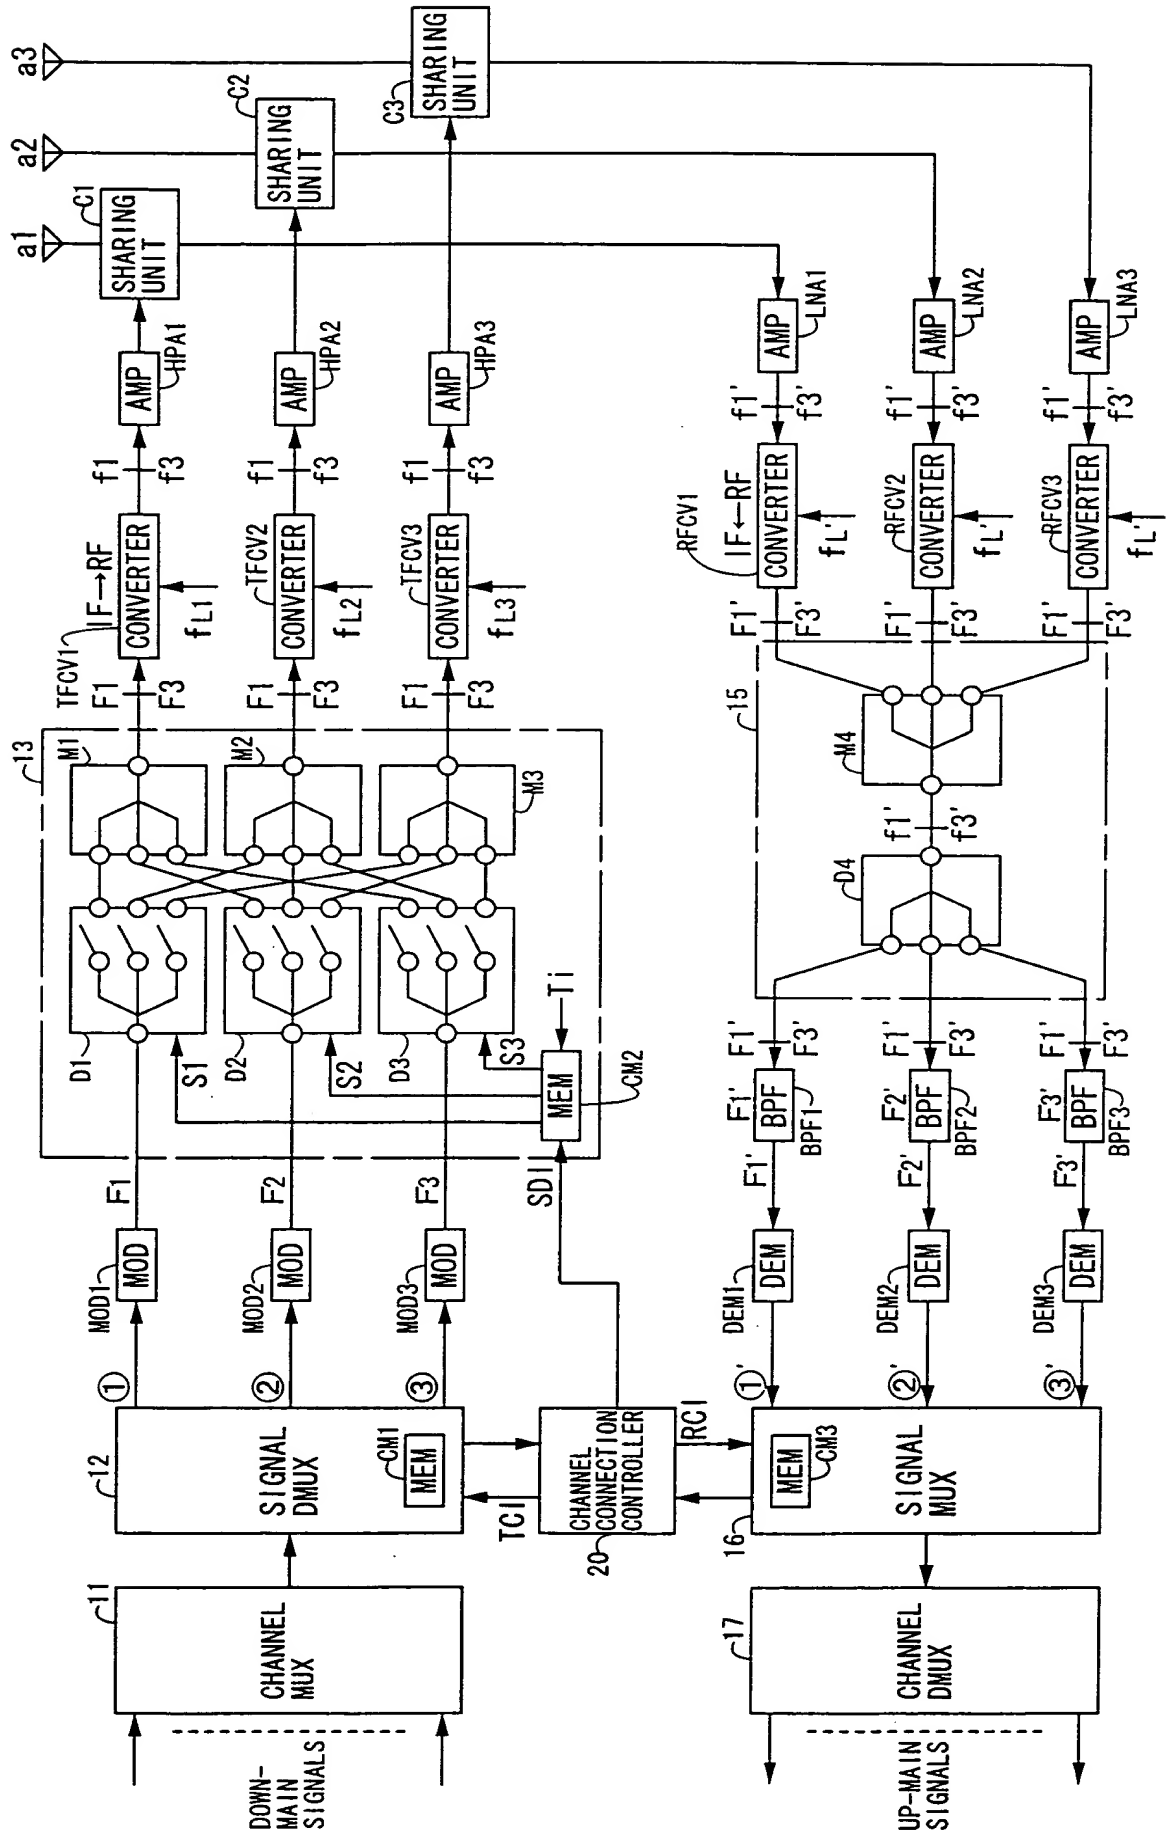 a1
a2
a3
C1
SHARING
UNIT
C2
SHARING
UNIT
C3
SHARING
UNIT
AMP
HPA1
AMP
HPA2
AMP
HPA3
f1
f3
f1
f3
f1
f3
TFCV1
IF→RF
CONVERTER
fL1
TFCV2
CONVERTER
fL2
TFCV3
CONVERTER
fL3
F1
F3
F1
F3
F1
F3
13
M1
M2
M3
D1
D2
D3
S1
S2
S3
Ti
MEM
CM2
SDI
F1
F2
F3
MOD1
MOD
MOD2
MOD
MOD3
MOD
①
②
③
12
SIGNAL
DMUX
CM1
MEM
11
CHANNEL
MUX
DOWN-
MAIN
SIGNALS
TCI
CHANNEL
CONNECTION
CONTROLLER
20
RCI
AMP
LNA1
AMP
LNA2
AMP
LNA3
f1'
f3'
f1'
f3'
f1'
f3'
RFCV1
IF←RF
CONVERTER
fL'
RFCV2
CONVERTER
fL'
RFCV3
CONVERTER
fL'
F1'
F3'
F1'
F3'
F1'
F3'
15
M4
f1'
f3'
D4
F1'
F3'
F1'
F3'
F1'
F3'
F1'
BPF
BPF1
F2'
BPF
BPF2
F3'
BPF
BPF3
F1'
F2'
F3'
DEM1
DEM
DEM2
DEM
DEM3
DEM
①'
②'
③'
MEM
CM3
SIGNAL
MUX
16
17
CHANNEL
DMUX
UP-MAIN
SIGNALS